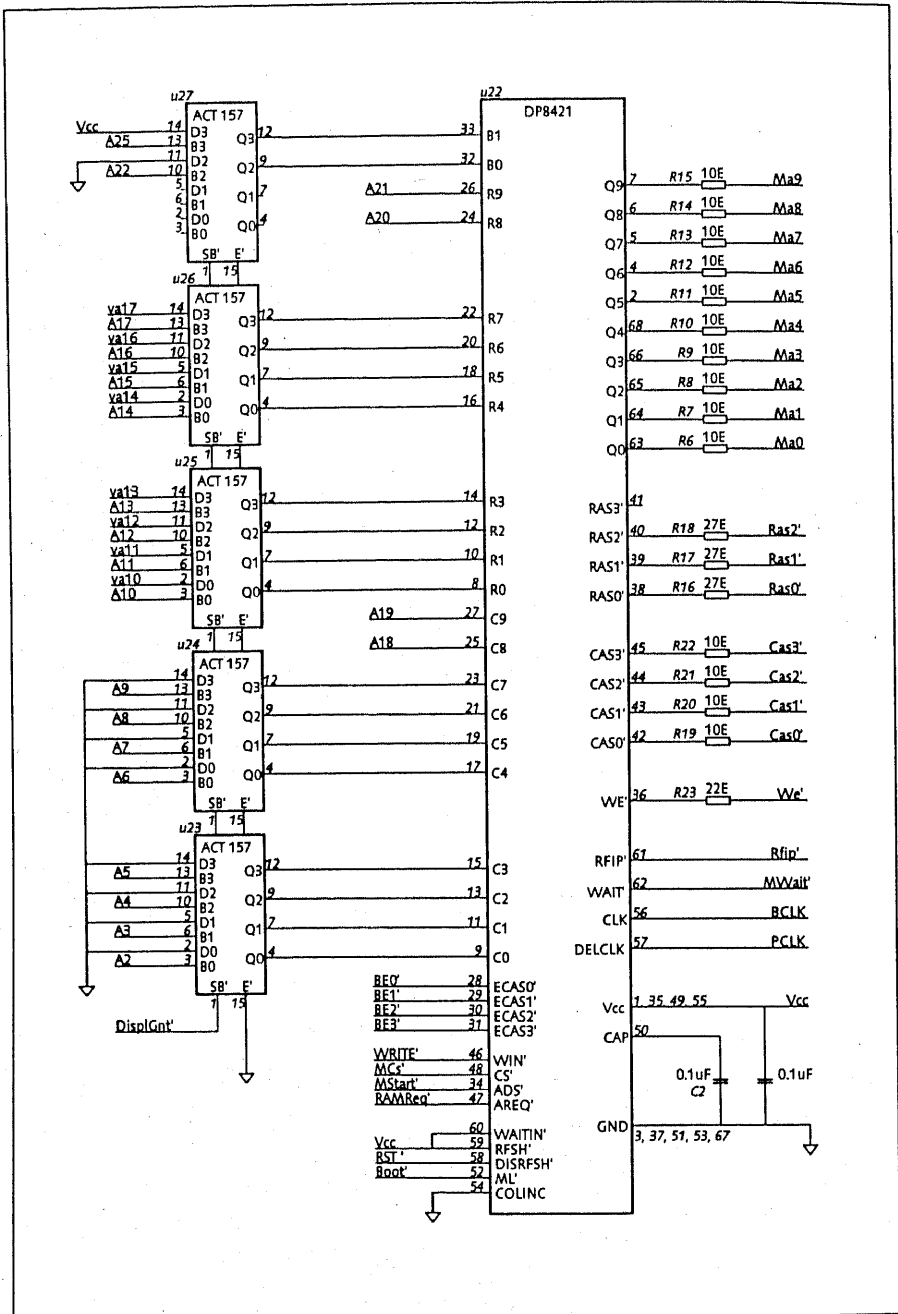 u27
ACT 157
Vcc 14 D3
A25 13 B3
11 D2
A22 10 B2
5 D1
6 B1
2 D0
3 B0
Q3 12
Q2 9
Q1 7
Q0 4
SB' E'
1 15
u26
ACT 157
va17 14 D3
A17 13 B3
va16 11 D2
A16 10 B2
va15 5 D1
A15 6 B1
va14 2 D0
A14 3 B0
Q3 12
Q2 9
Q1 7
Q0 4
SB' E'
1 15
u25
ACT 157
va13 14 D3
A13 13 B3
va12 11 D2
A12 10 B2
va11 5 D1
A11 6 B1
va10 2 D0
A10 3 B0
Q3 12
Q2 9
Q1 7
Q0 4
SB' E'
1 15
u24
ACT 157
14 D3
A9 13 B3
11 D2
A8 10 B2
5 D1
A7 6 B1
2 D0
A6 3 B0
Q3 12
Q2 9
Q1 7
Q0 4
SB' E'
1 15
u23
ACT 157
14 D3
A5 13 B3
11 D2
A4 10 B2
5 D1
A3 6 B1
2 D0
A2 3 B0
Q3 12
Q2 9
Q1 7
Q0 4
SB' E'
1 15
DisplGnt'
u22
DP8421
33 B1
32 B0
A21 26 R9
A20 24 R8
22 R7
20 R6
18 R5
16 R4
14 R3
12 R2
10 R1
8 R0
A19 27 C9
A18 25 C8
23 C7
21 C6
19 C5
17 C4
15 C3
13 C2
11 C1
9 C0
BE0' 28 ECAS0'
BE1' 29 ECAS1'
BE2' 30 ECAS2'
BE3' 31 ECAS3'
WRITE' 46 WIN'
MCs' 48 CS'
MStart' 34 ADS'
RAMReq' 47 AREQ'
60 WAITIN'
Vcc 59 RFSH'
RST' 58 DISRFSH'
Boot' 52 ML'
54 COLINC
Q9 7 R15 10E Ma9
Q8 6 R14 10E Ma8
Q7 5 R13 10E Ma7
Q6 4 R12 10E Ma6
Q5 2 R11 10E Ma5
Q4 68 R10 10E Ma4
Q3 66 R9 10E Ma3
Q2 65 R8 10E Ma2
Q1 64 R7 10E Ma1
Q0 63 R6 10E Ma0
RAS3' 41
RAS2' 40 R18 27E Ras2'
RAS1' 39 R17 27E Ras1'
RAS0' 38 R16 27E Ras0'
CAS3' 45 R22 10E Cas3'
CAS2' 44 R21 10E Cas2'
CAS1' 43 R20 10E Cas1'
CAS0' 42 R19 10E Cas0'
WE' 36 R23 22E We'
RFIP' 61 Rfip'
WAIT' 62 MWait'
CLK 56 BCLK
DELCLK 57 PCLK
Vcc 1, 35, 49, 55 Vcc
CAP 50
0.1uF 0.1uF
C2
GND 3, 37, 51, 53, 67